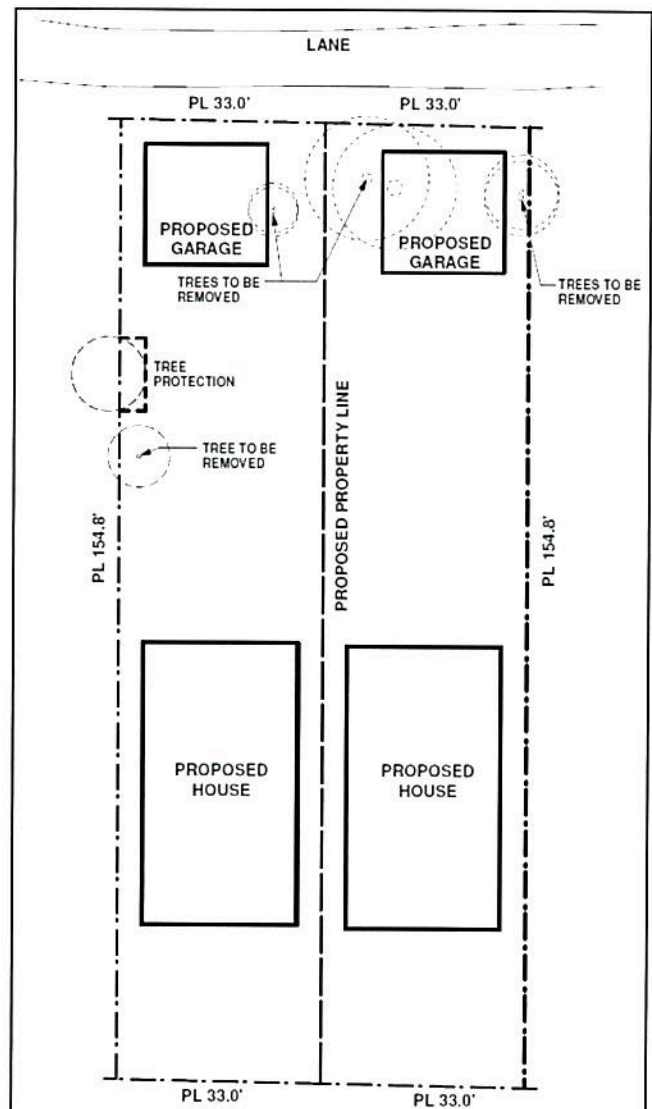 LANE
PL 33.0'
PL 33.0'
PROPOSED
GARAGE
PROPOSED
GARAGE
TREES TO BE
REMOVED
TREES TO BE
REMOVED
TREE
PROTECTION
TREE TO BE
REMOVED
PL 154.8'
PROPOSED PROPERTY LINE
PL 154.8'
PROPOSED
HOUSE
PROPOSED
HOUSE
PL 33.0'
PL 33.0'